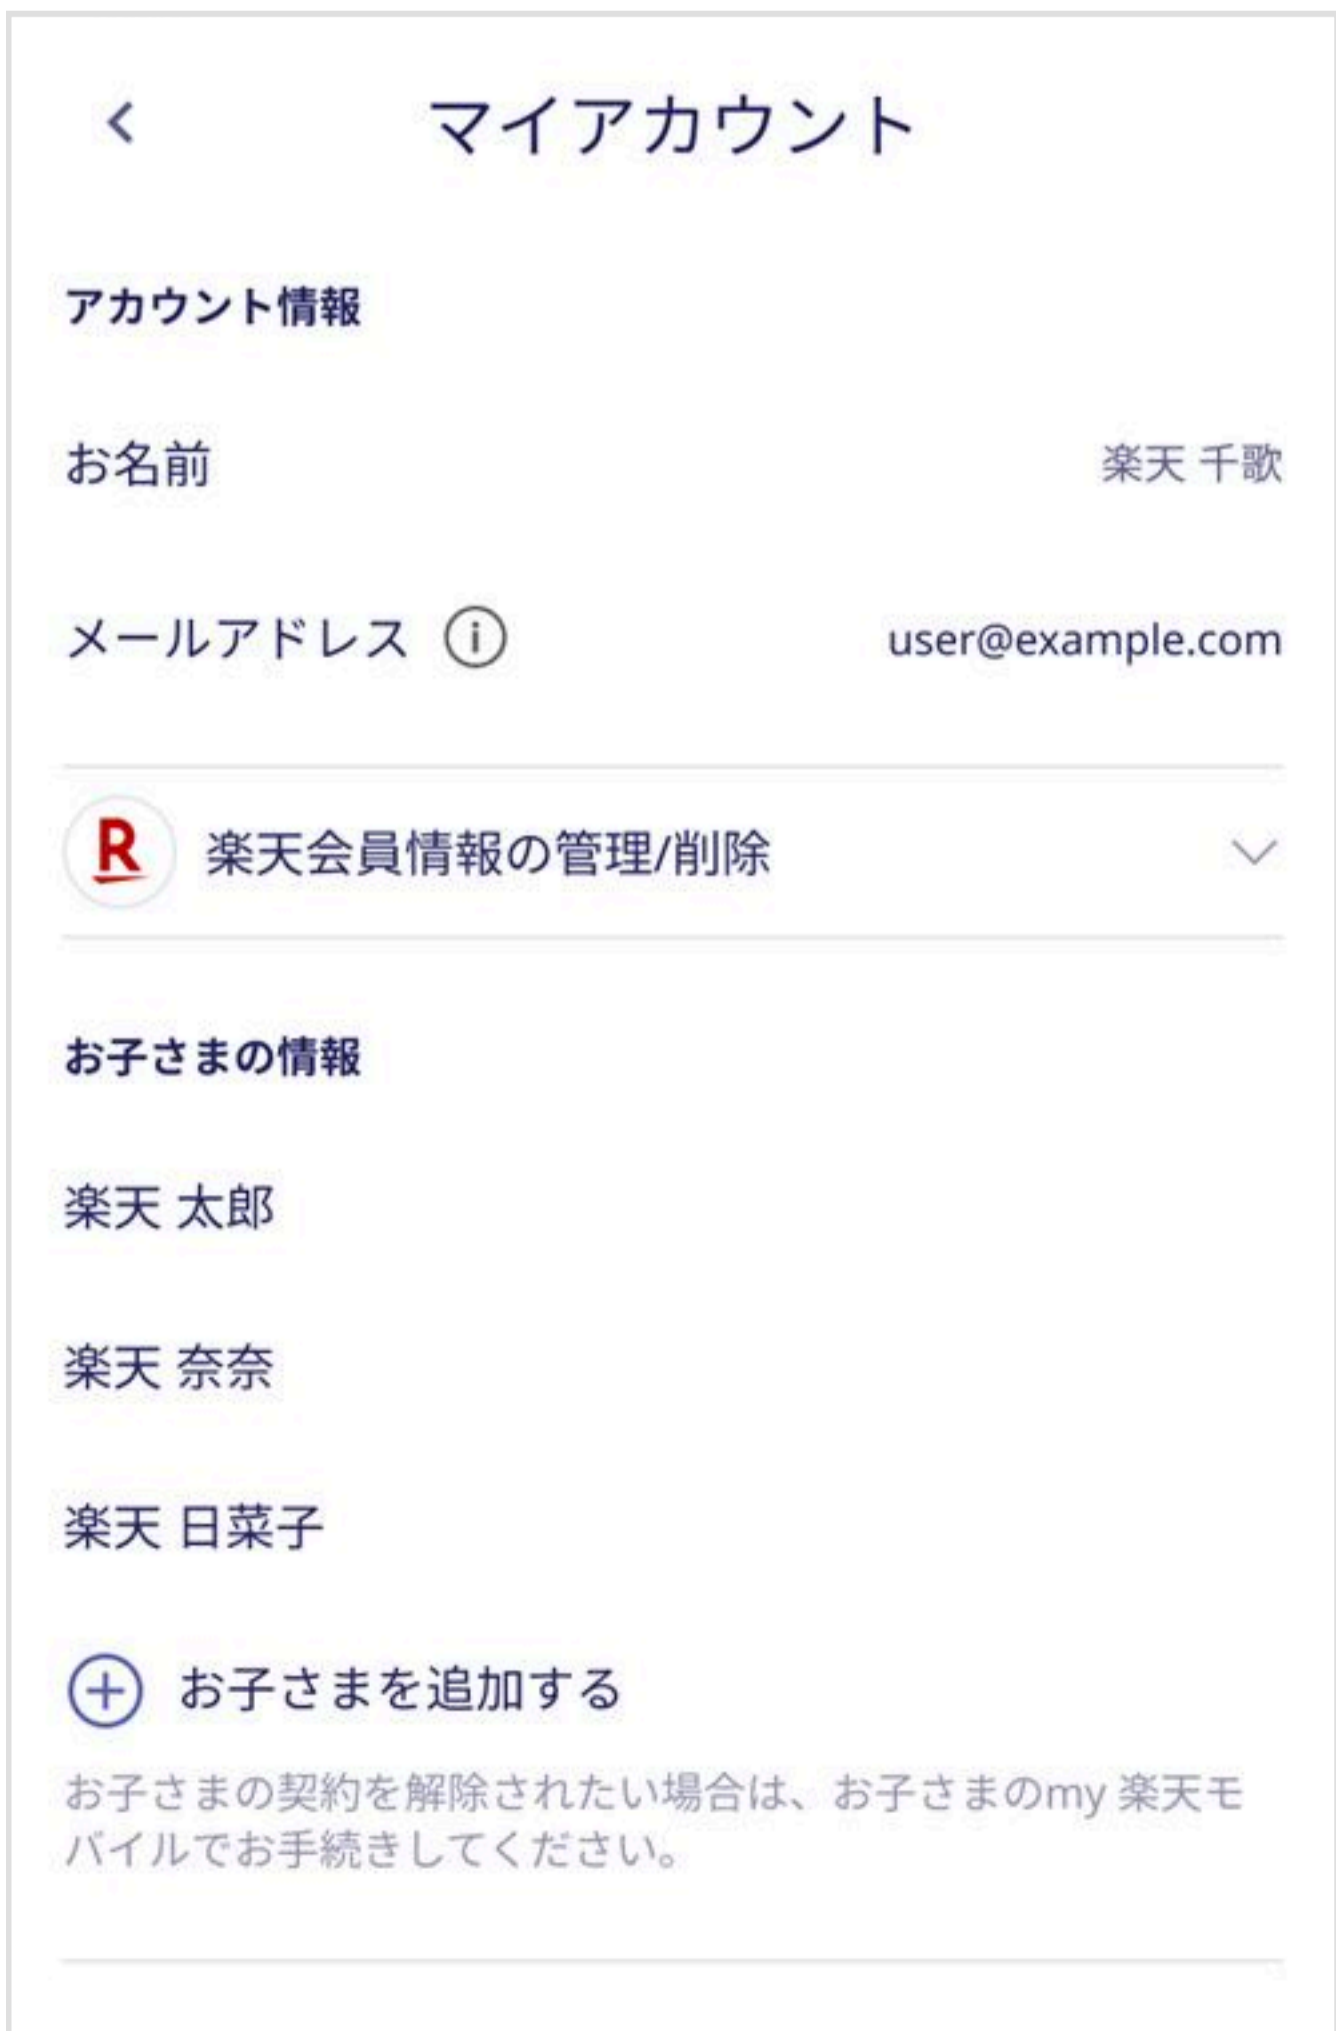 マイアカウント
アカウント情報
お名前
楽天 千歌
メールアドレス
user@example.com
R 楽天会員情報の管理/削除
お子さまの情報
楽天 太郎
楽天 奈奈
楽天 日菜子
お子さまを追加する
お子さまの契約を解除されたい場合は、お子さまのmy 楽天モ
バイルでお手続きしてください。